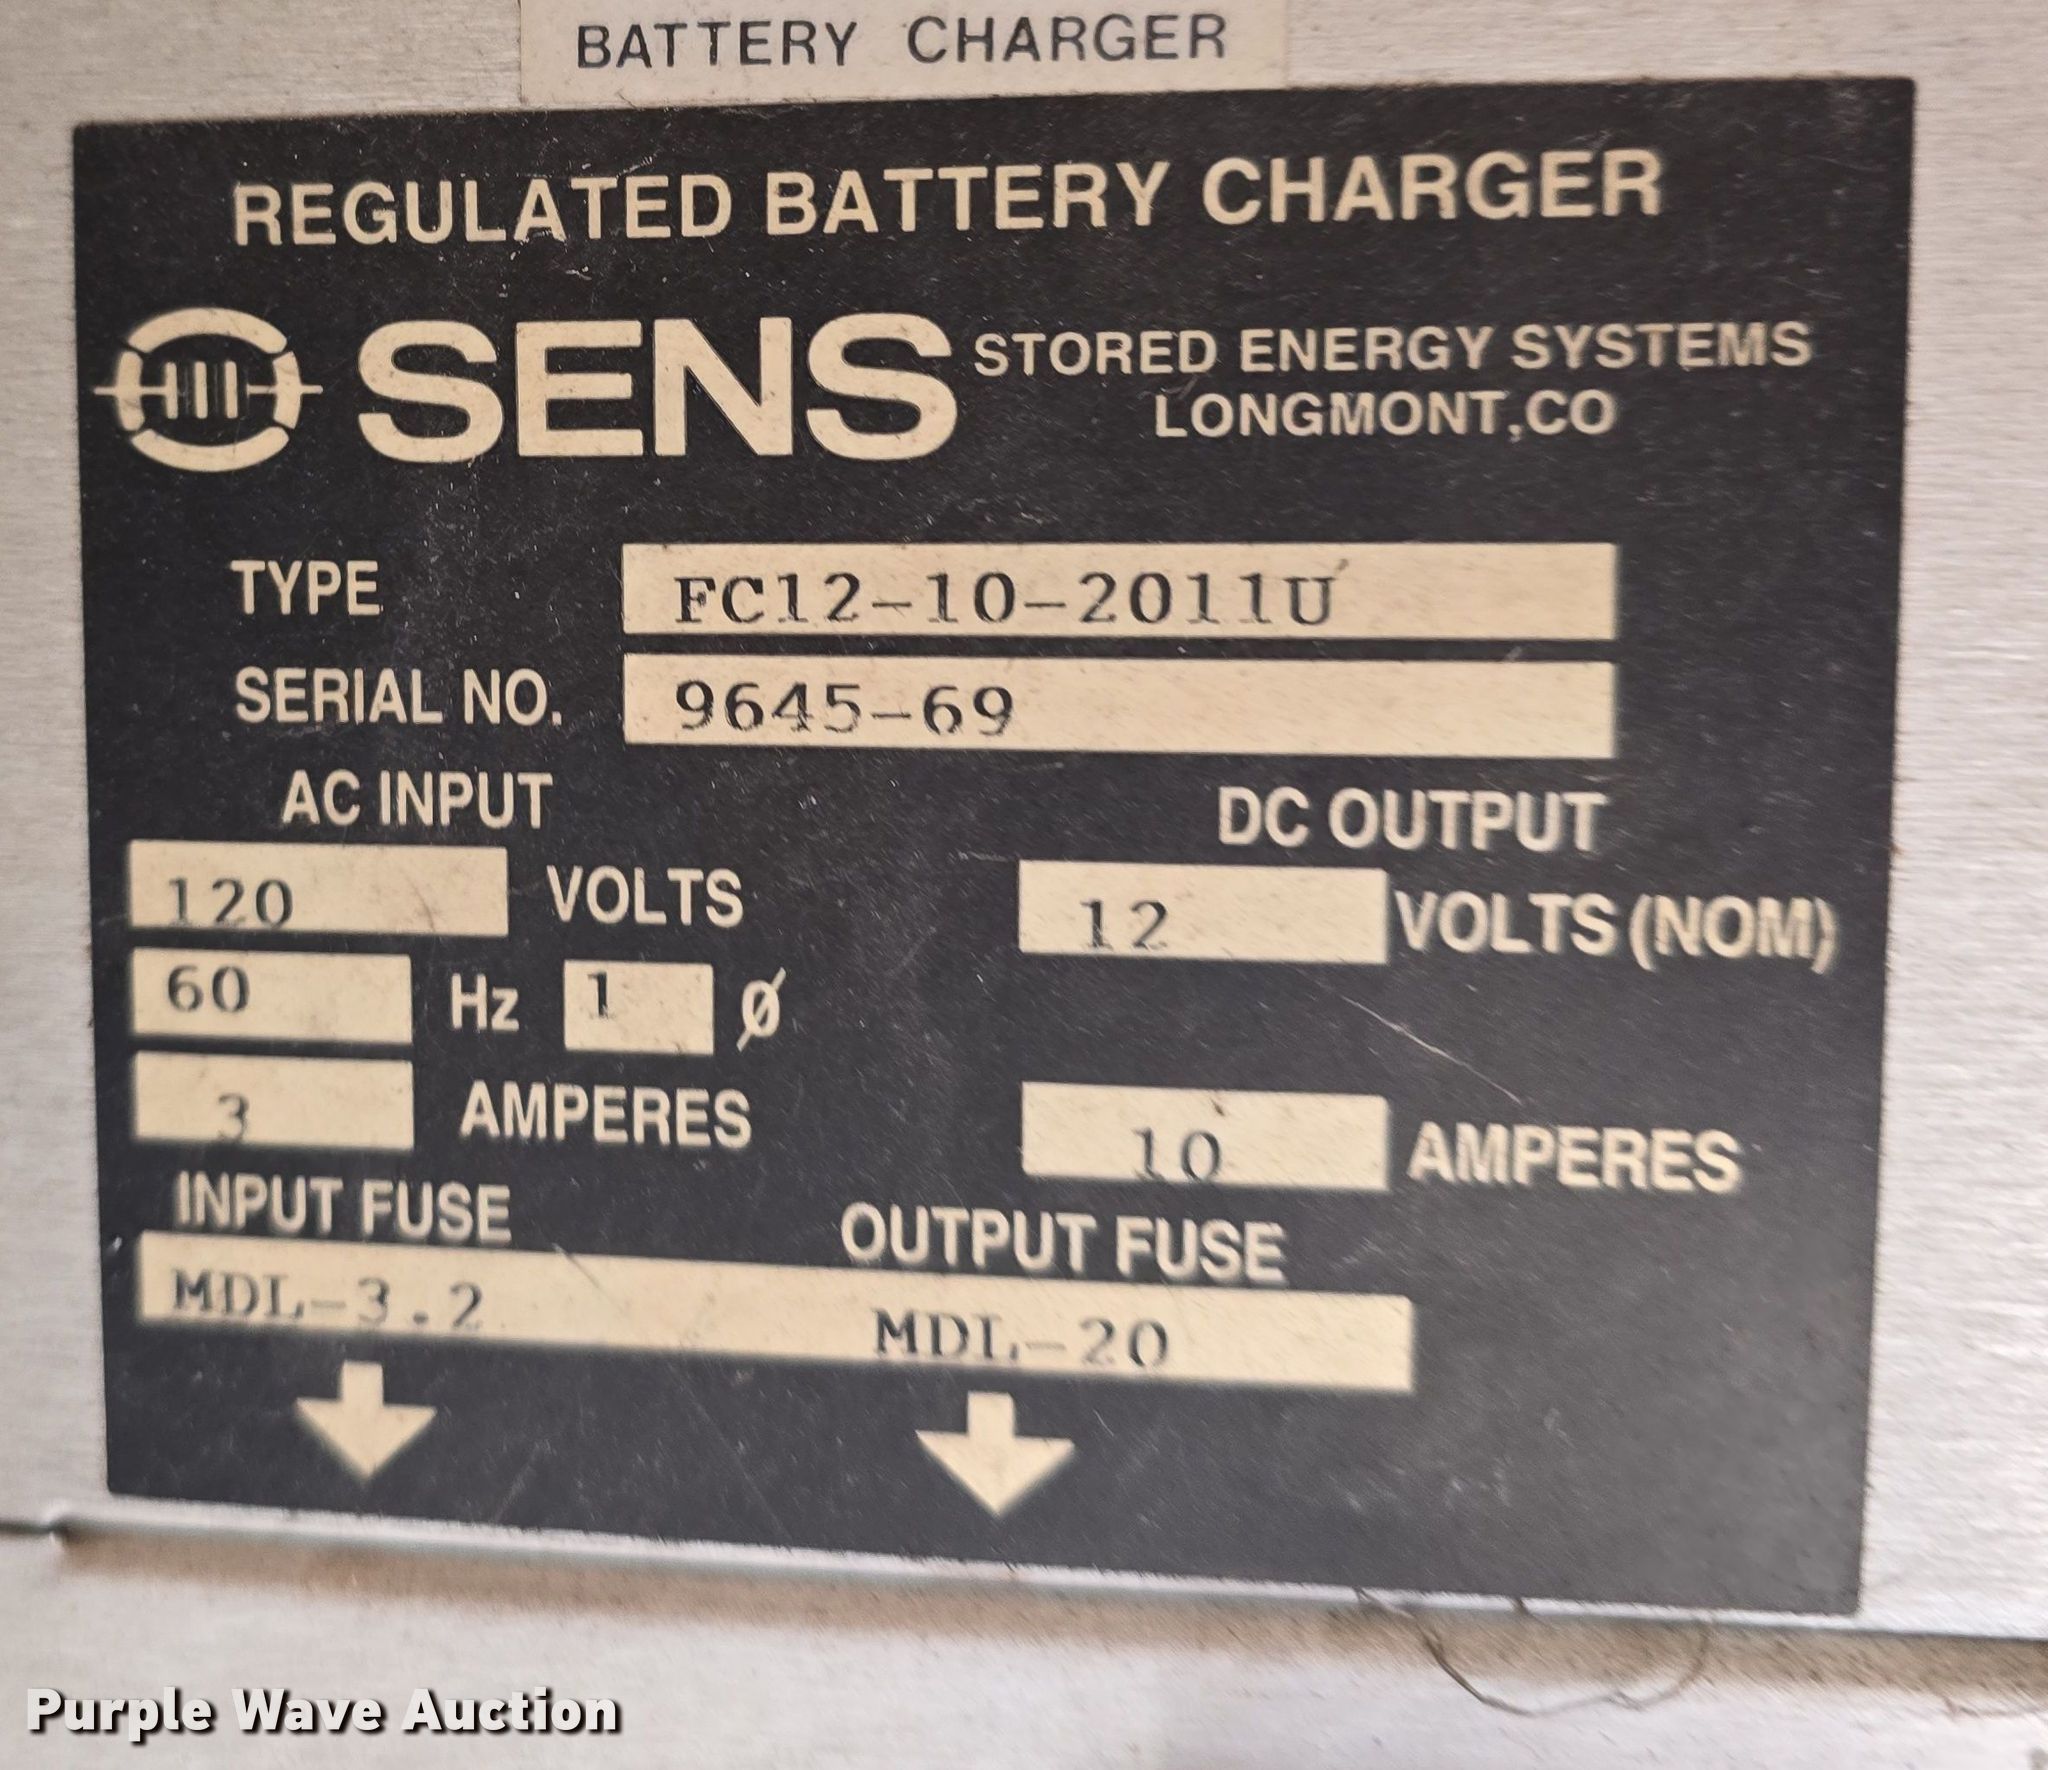 BATTERY CHARGER
REGULATED BATTERY CHARGER
SENS STORED ENERGY SYSTEMS
LONGMONT,CO
TYPE FC12-10-2011U
SERIAL NO. 9645-69
AC INPUT DC OUTPUT
120 VOLTS 12 VOLTS (NOM)
60 Hz 1 Ø
3 AMPERES 10 AMPERES
INPUT FUSE OUTPUT FUSE
MDL-3.2 MDL-20
Purple Wave Auction